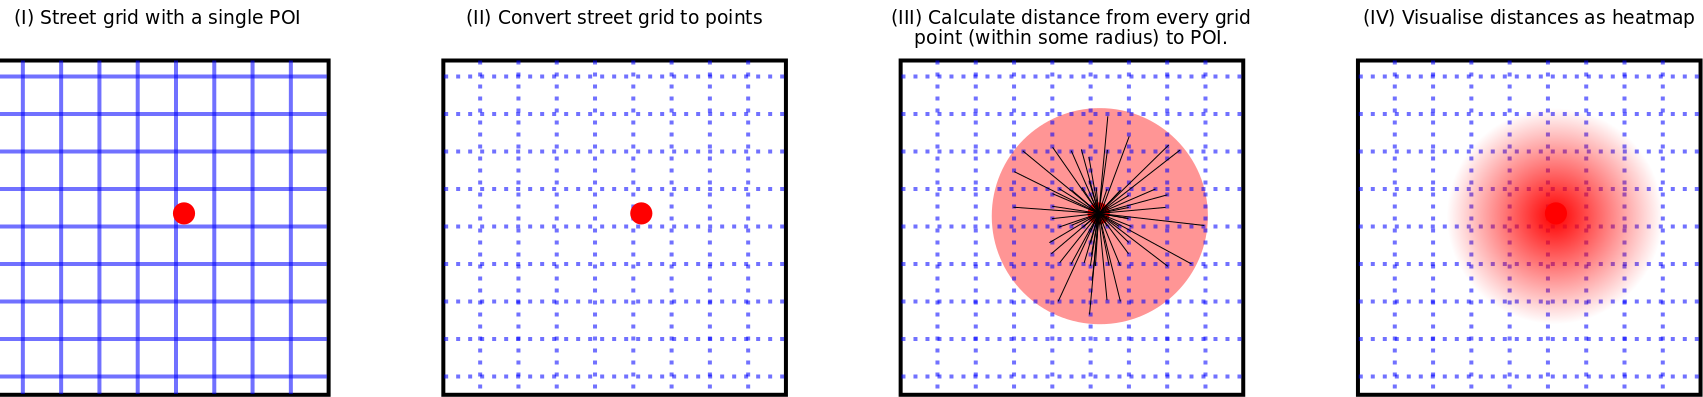 (I) Street grid with a single POI
(II) Convert street grid to points
(III) Calculate distance from every grid
point (within some radius) to POI.
(IV) Visualise distances as heatmap